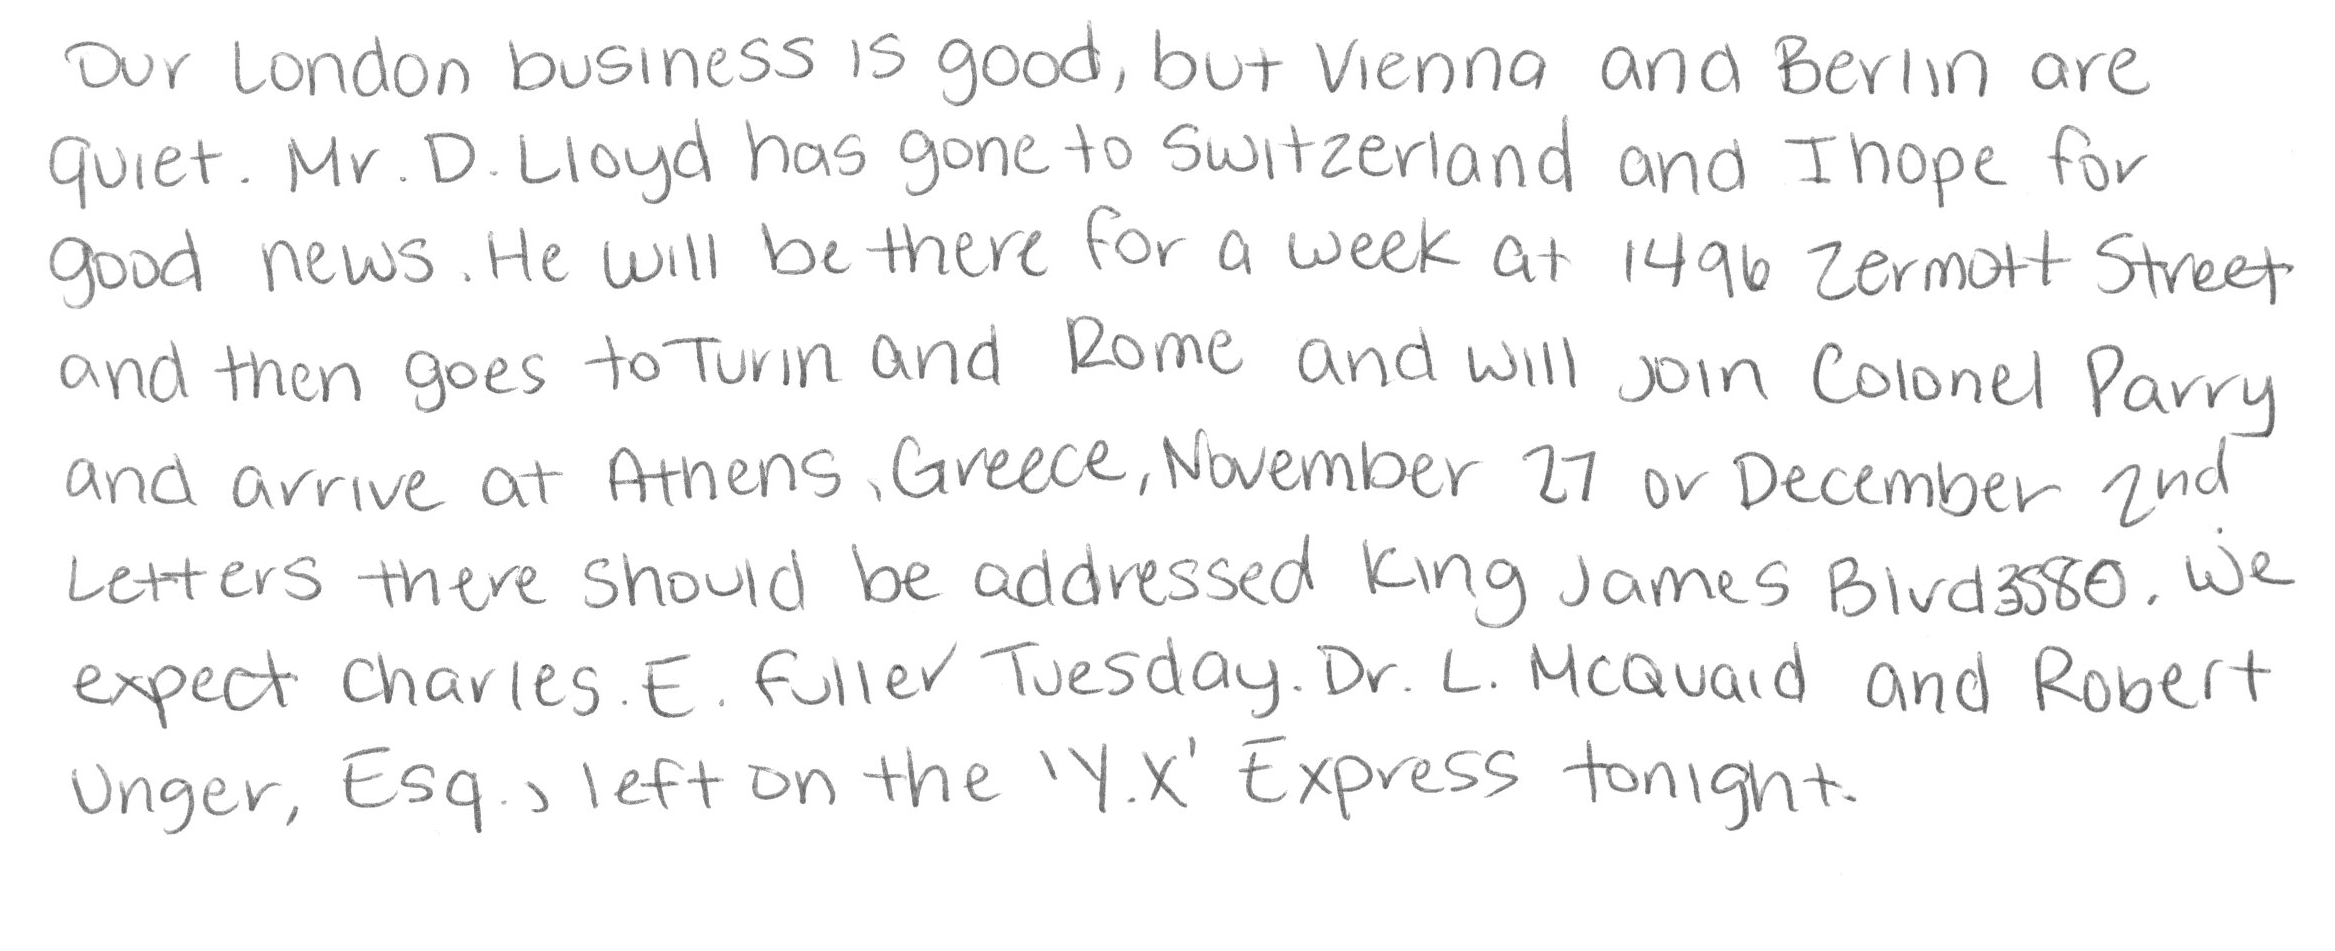 Our London business is good, but Vienna and Berlin are
quiet. Mr. D. Lloyd has gone to Switzerland and I hope for
good news. He will be there for a week at 1496 Zermott Street
and then goes to Turin and Rome and will join Colonel Parry
and arrive at Athens, Greece, November 27 or December 2nd
Letters there should be addressed King James Blvd 3580. We
expect Charles. E. Fuller Tuesday. Dr. L. McQuaid and Robert
Unger, Esq., left on the 'Y.X' Express tonight.